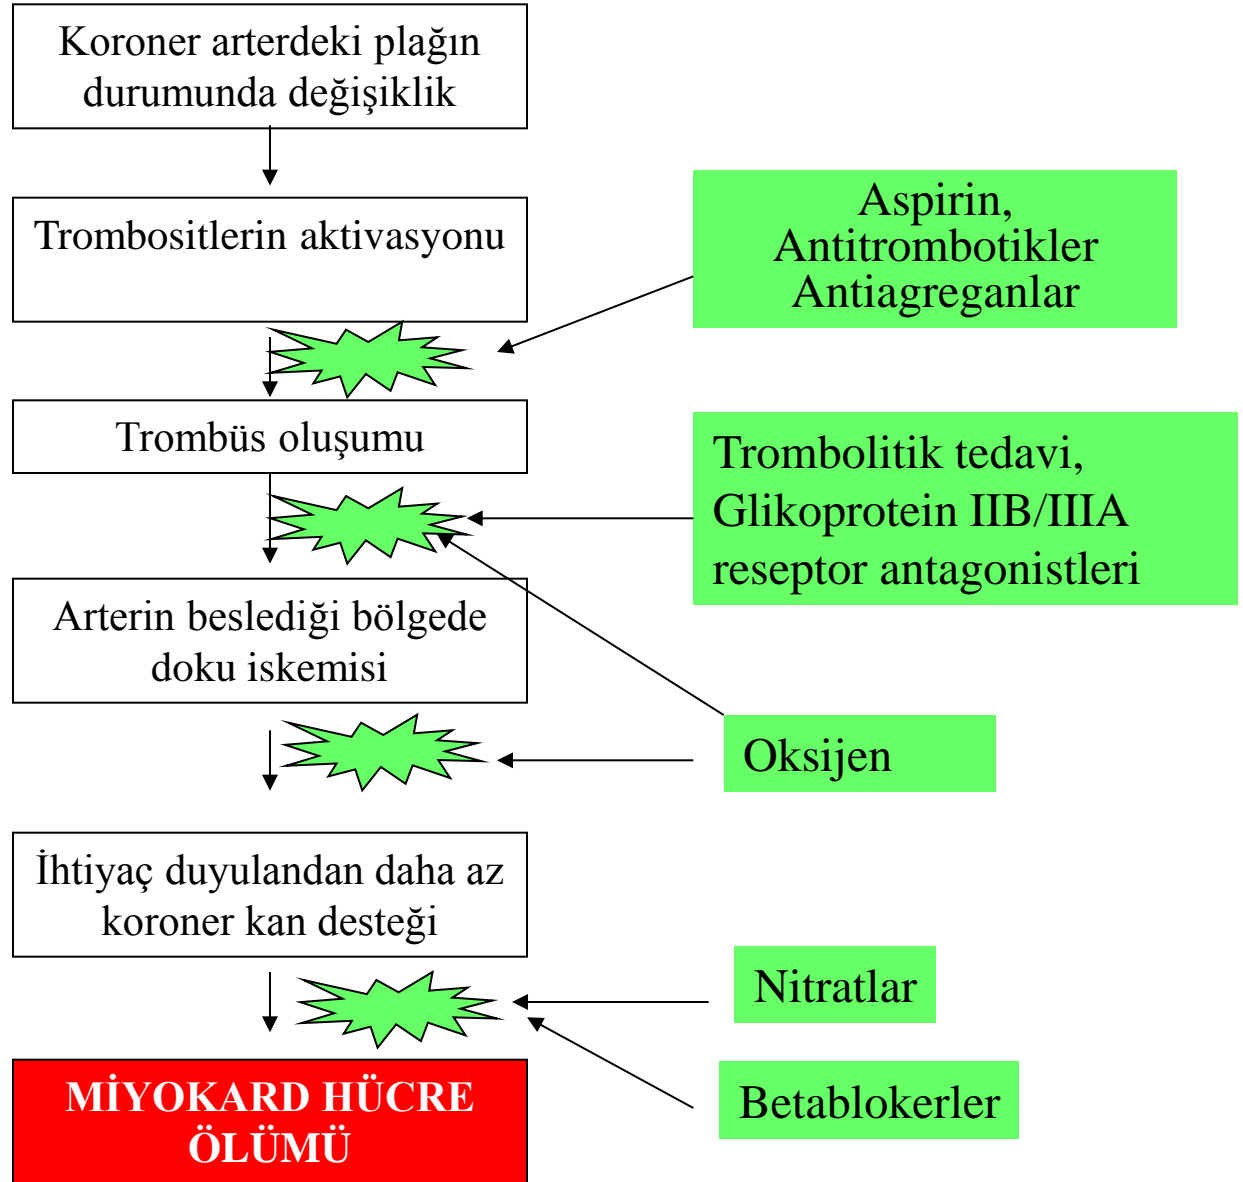 Koroner arterdeki plağın
durumunda değişiklik
Trombositlerin aktivasyonu
Aspirin,
Antitrombotikler
Antiagreganlar
Trombüs oluşumu
Trombolitik tedavi,
Glikoprotein IIB/IIIA
reseptor antagonistleri
Arterin beslediği bölgede
doku iskemisi
Oksijen
İhtiyaç duyulandan daha az
koroner kan desteği
Nitratlar
Betablokerler
MİYOKARD HÜCRE
ÖLÜMÜ